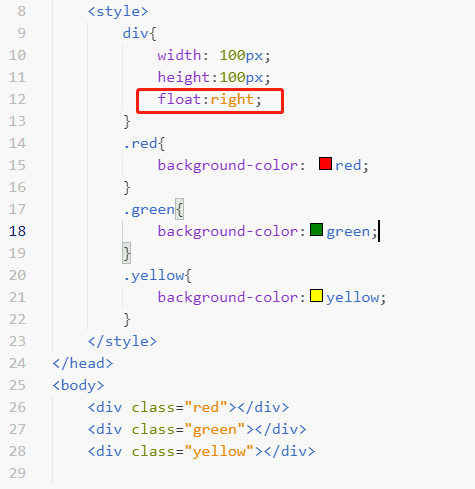 8 <style>
9 div{
10 width: 100px;
11 height:100px;
12 float:right;
13 }
14 .red{
15 background-color: red;
16 }
17 .green{
18 background-color:green;
19 }
20 .yellow{
21 background-color:yellow;
22 }
23 </style>
24 </head>
25 <body>
26 <div class="red"></div>
27 <div class="green"></div>
28 <div class="yellow"></div>
29